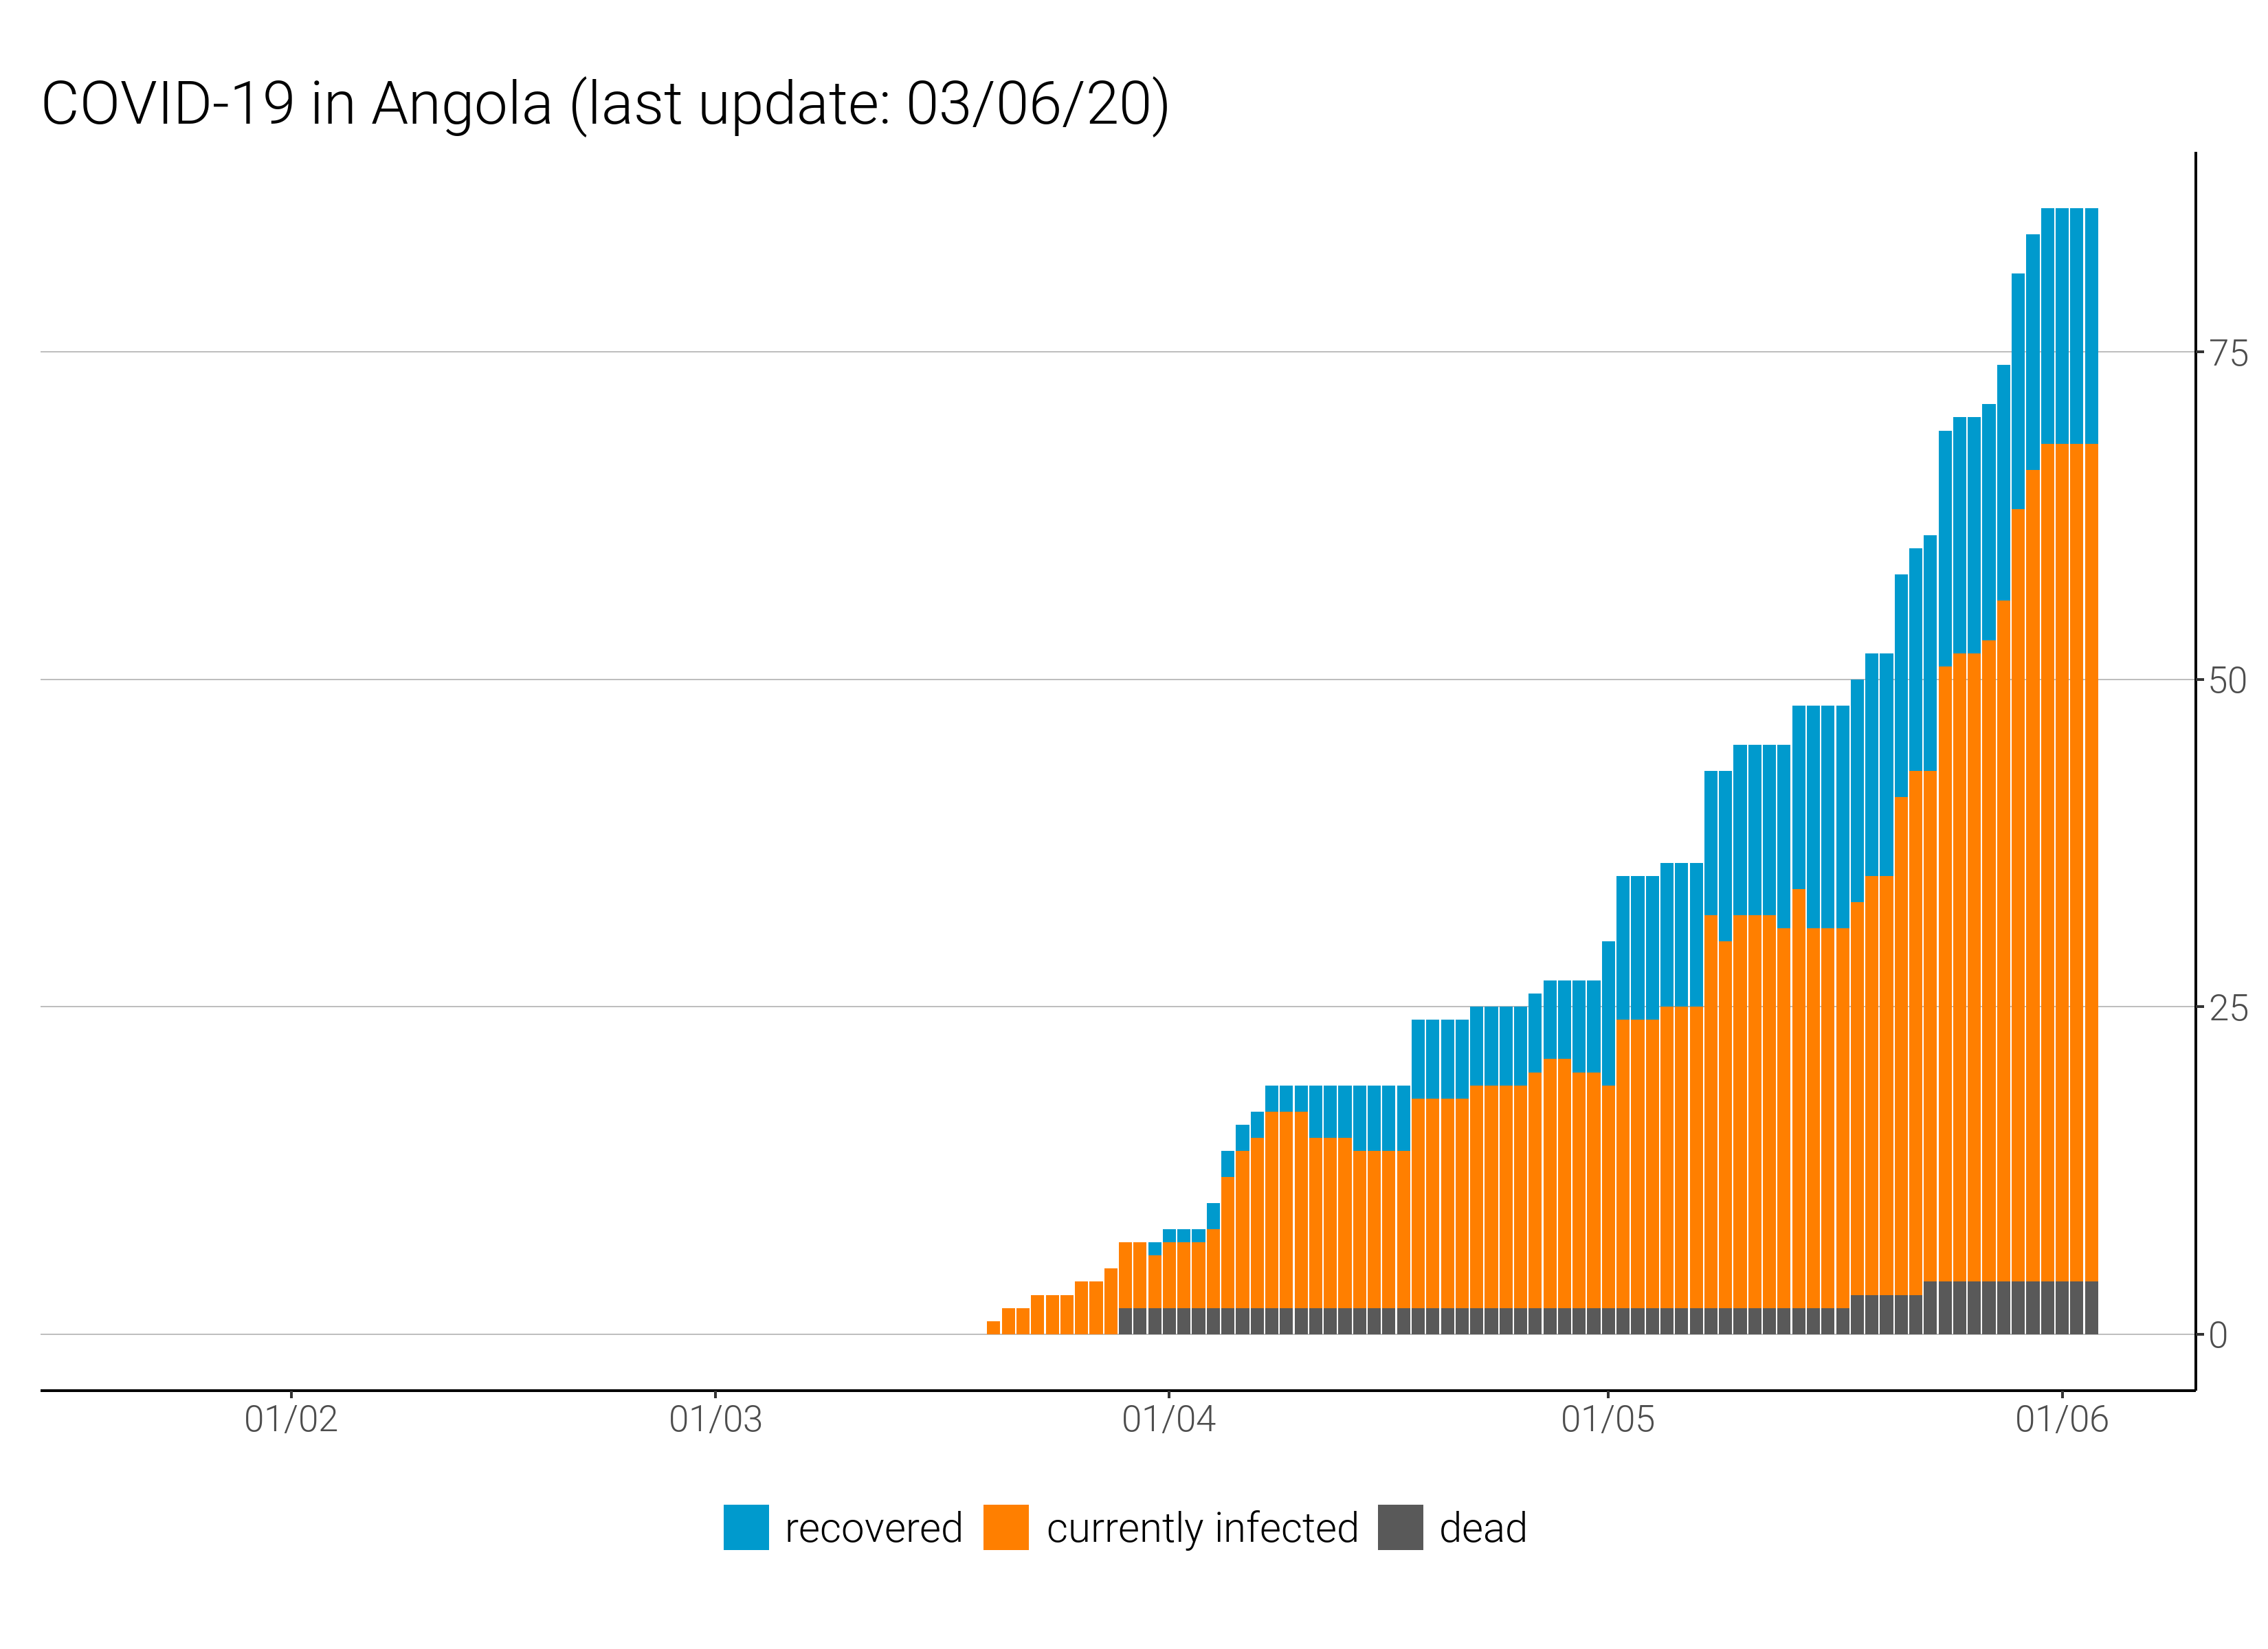 COVID-19 in Angola (last update: 03/06/20)
75
50
25
0
01/02 01/03 01/04 01/05 01/06
recovered currently infected dead